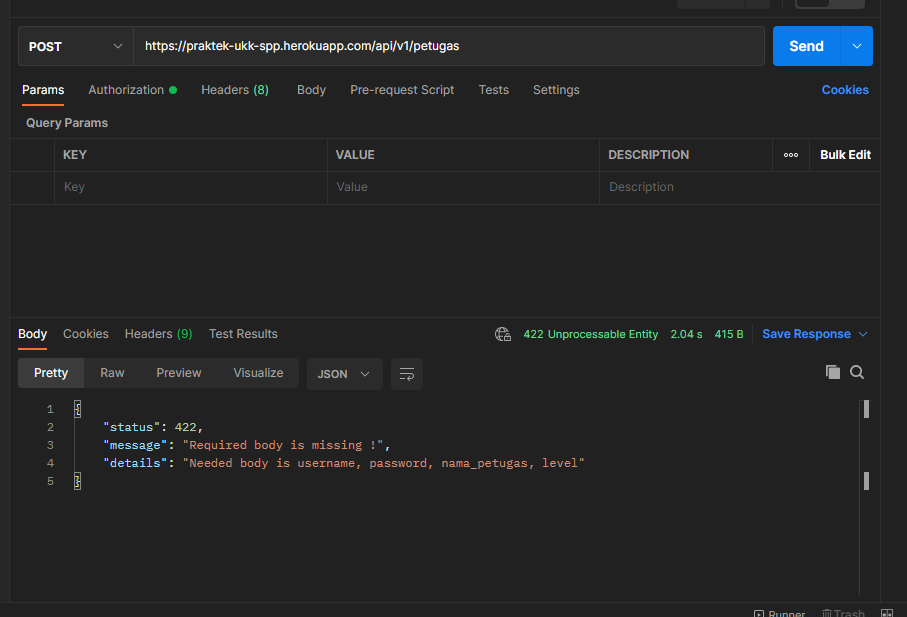 POST https://praktek-ukk-spp.herokuapp.com/api/v1/petugas Send
Params Authorization Headers (8) Body Pre-request Script Tests Settings Cookies
Query Params
KEY VALUE DESCRIPTION ooo Bulk Edit
Key Value Description
Body Cookies Headers (9) Test Results 422 Unprocessable Entity 2.04 s 415 B Save Response
Pretty Raw Preview Visualize JSON
1 {
2 "status": 422,
3 "message": "Required body is missing !",
4 "details": "Needed body is username, password, nama_petugas, level"
5 }
Runner Trash